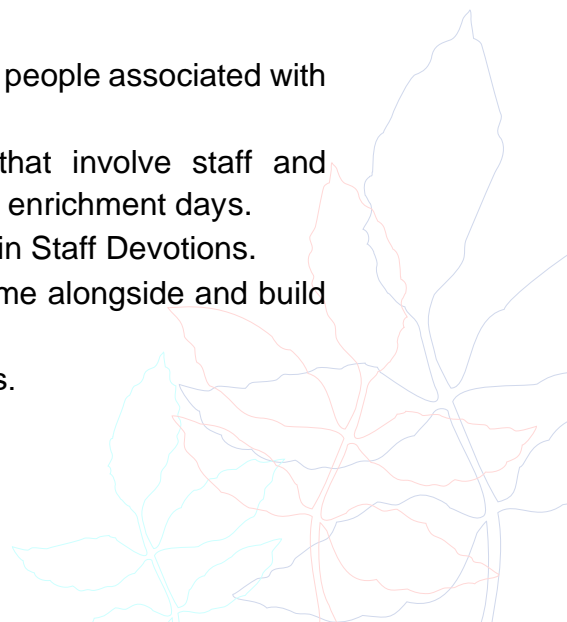 people associated with
that involve staff and
enrichment days.
in Staff Devotions.
me alongside and build
s.